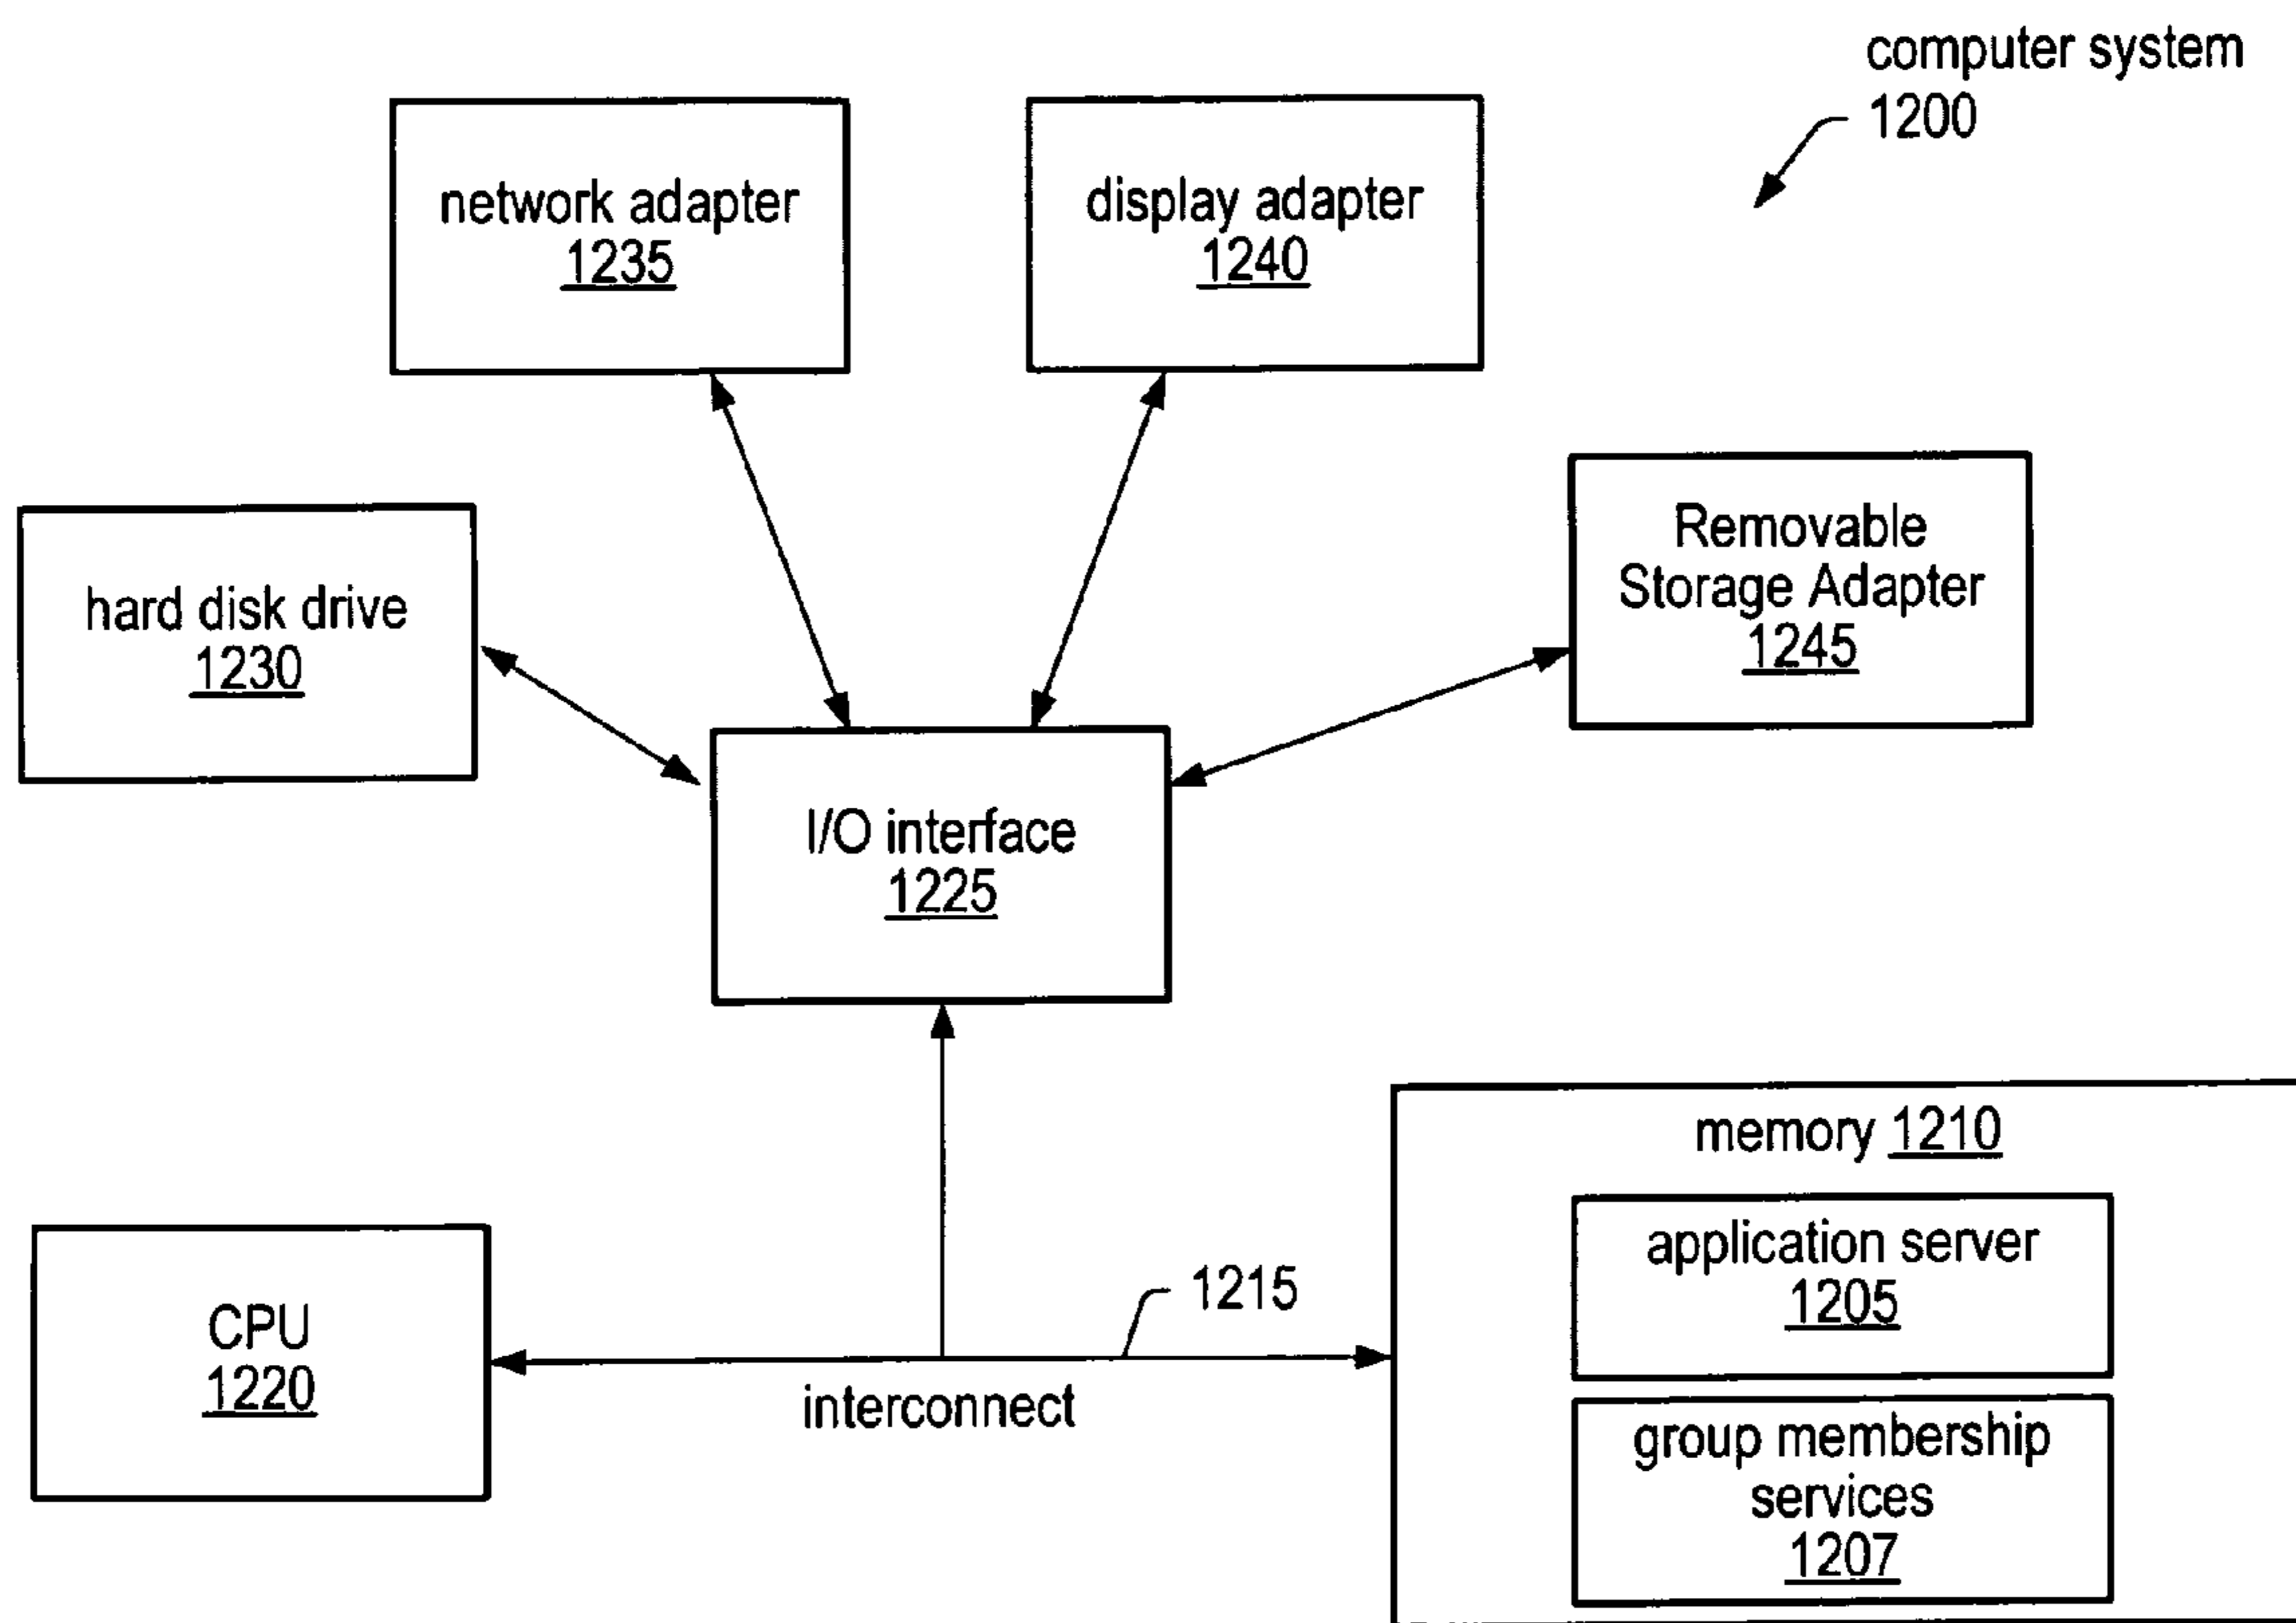 computer system
1200
network adapter
1235
display adapter
1240
Removable
Storage Adapter
1245
hard disk drive
1230
I/O interface
1225
memory 1210
application server
1205
group membership
services
1207
CPU
1220
1215
interconnect